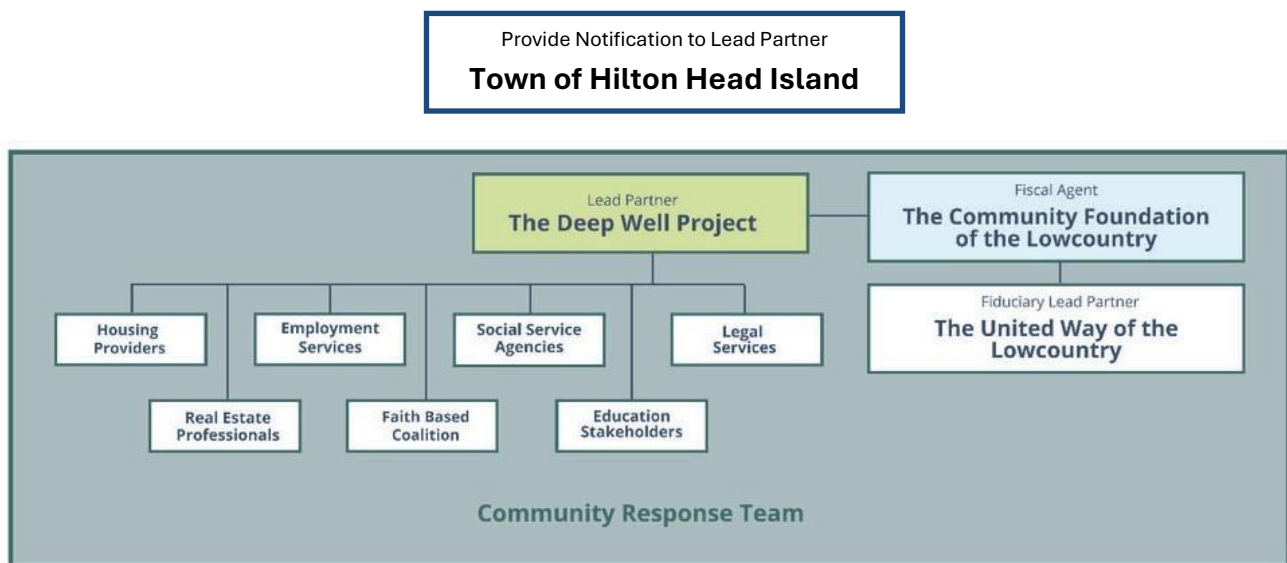 Provide Notification to Lead Partner
Town of Hilton Head Island
Lead Partner
The Deep Well Project
Fiscal Agent
The Community Foundation
of the Lowcountry
Fiduciary Lead Partner
The United Way of the
Lowcountry
Housing
Providers
Employment
Services
Social Service
Agencies
Legal
Services
Real Estate
Professionals
Faith Based
Coalition
Education
Stakeholders
Community Response Team